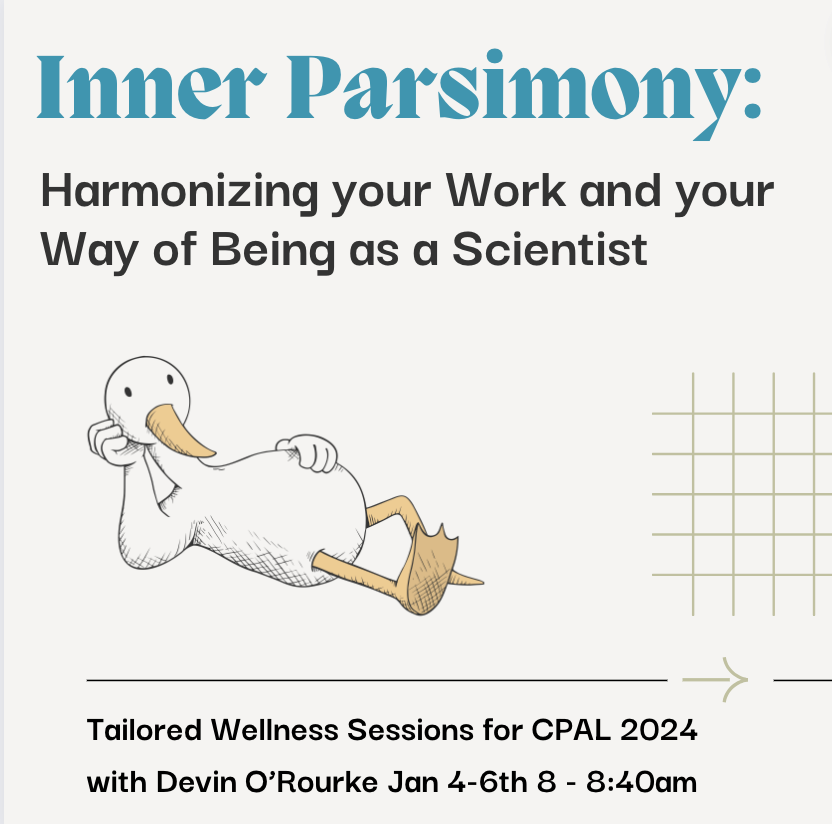 Inner Parsimony:
Harmonizing your Work and your
Way of Being as a Scientist
Tailored Wellness Sessions for CPAL 2024
with Devin O’Rourke Jan 4-6th 8 - 8:40am